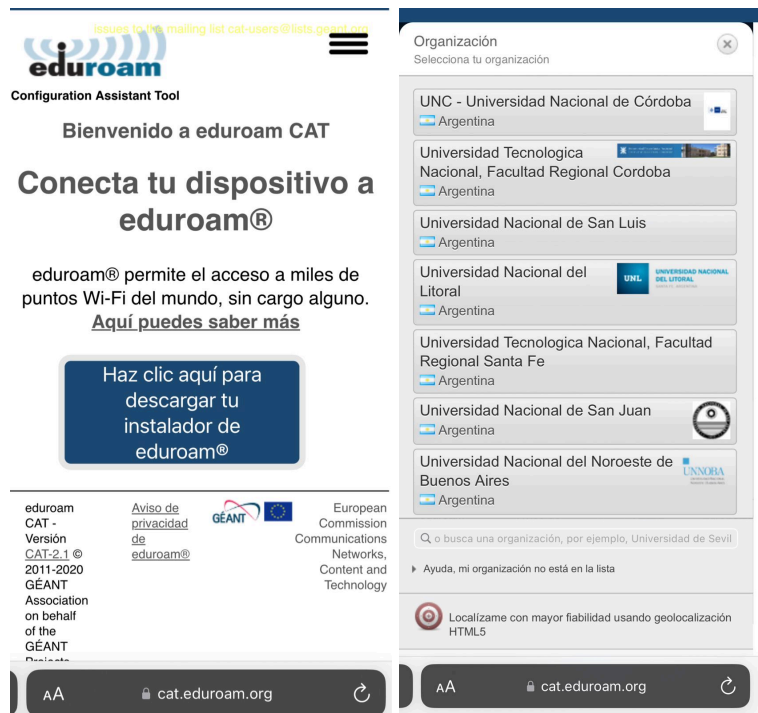 Issues to the mailing list cat-users@lists.geant.org
eduroam
Configuration Assistant Tool
Bienvenido a eduroam CAT
Conecta tu dispositivo a
eduroam®
eduroam® permite el acceso a miles de
puntos Wi-Fi del mundo, sin cargo alguno.
Aquí puedes saber más
Haz clic aquí para
descargar tu
instalador de
eduroam®
eduroam
CAT -
Versión
CAT-2.1 ©
2011-2020
GÉANT
Association
on behalf
of the
GÉANT
Projects
Aviso de
privacidad
de
eduroam®
GÉANT
European
Commission
Communications
Networks,
Content and
Technology
AA
cat.eduroam.org
Organización
Selecciona tu organización
UNC - Universidad Nacional de Córdoba
Argentina
Universidad Tecnologica
Nacional, Facultad Regional Cordoba
Argentina
Universidad Nacional de San Luis
Argentina
Universidad Nacional del
Litoral
Argentina
UNL
UNIVERSIDAD NACIONAL
DEL LITORAL
Universidad Tecnologica Nacional, Facultad
Regional Santa Fe
Argentina
Universidad Nacional de San Juan
Argentina
Universidad Nacional del Noroeste de
Buenos Aires
Argentina
UNNOBA
o busca una organización, por ejemplo, Universidad de Sevil
Ayuda, mi organización no está en la lista
Localízame con mayor fiabilidad usando geolocalización
HTML5
AA
cat.eduroam.org